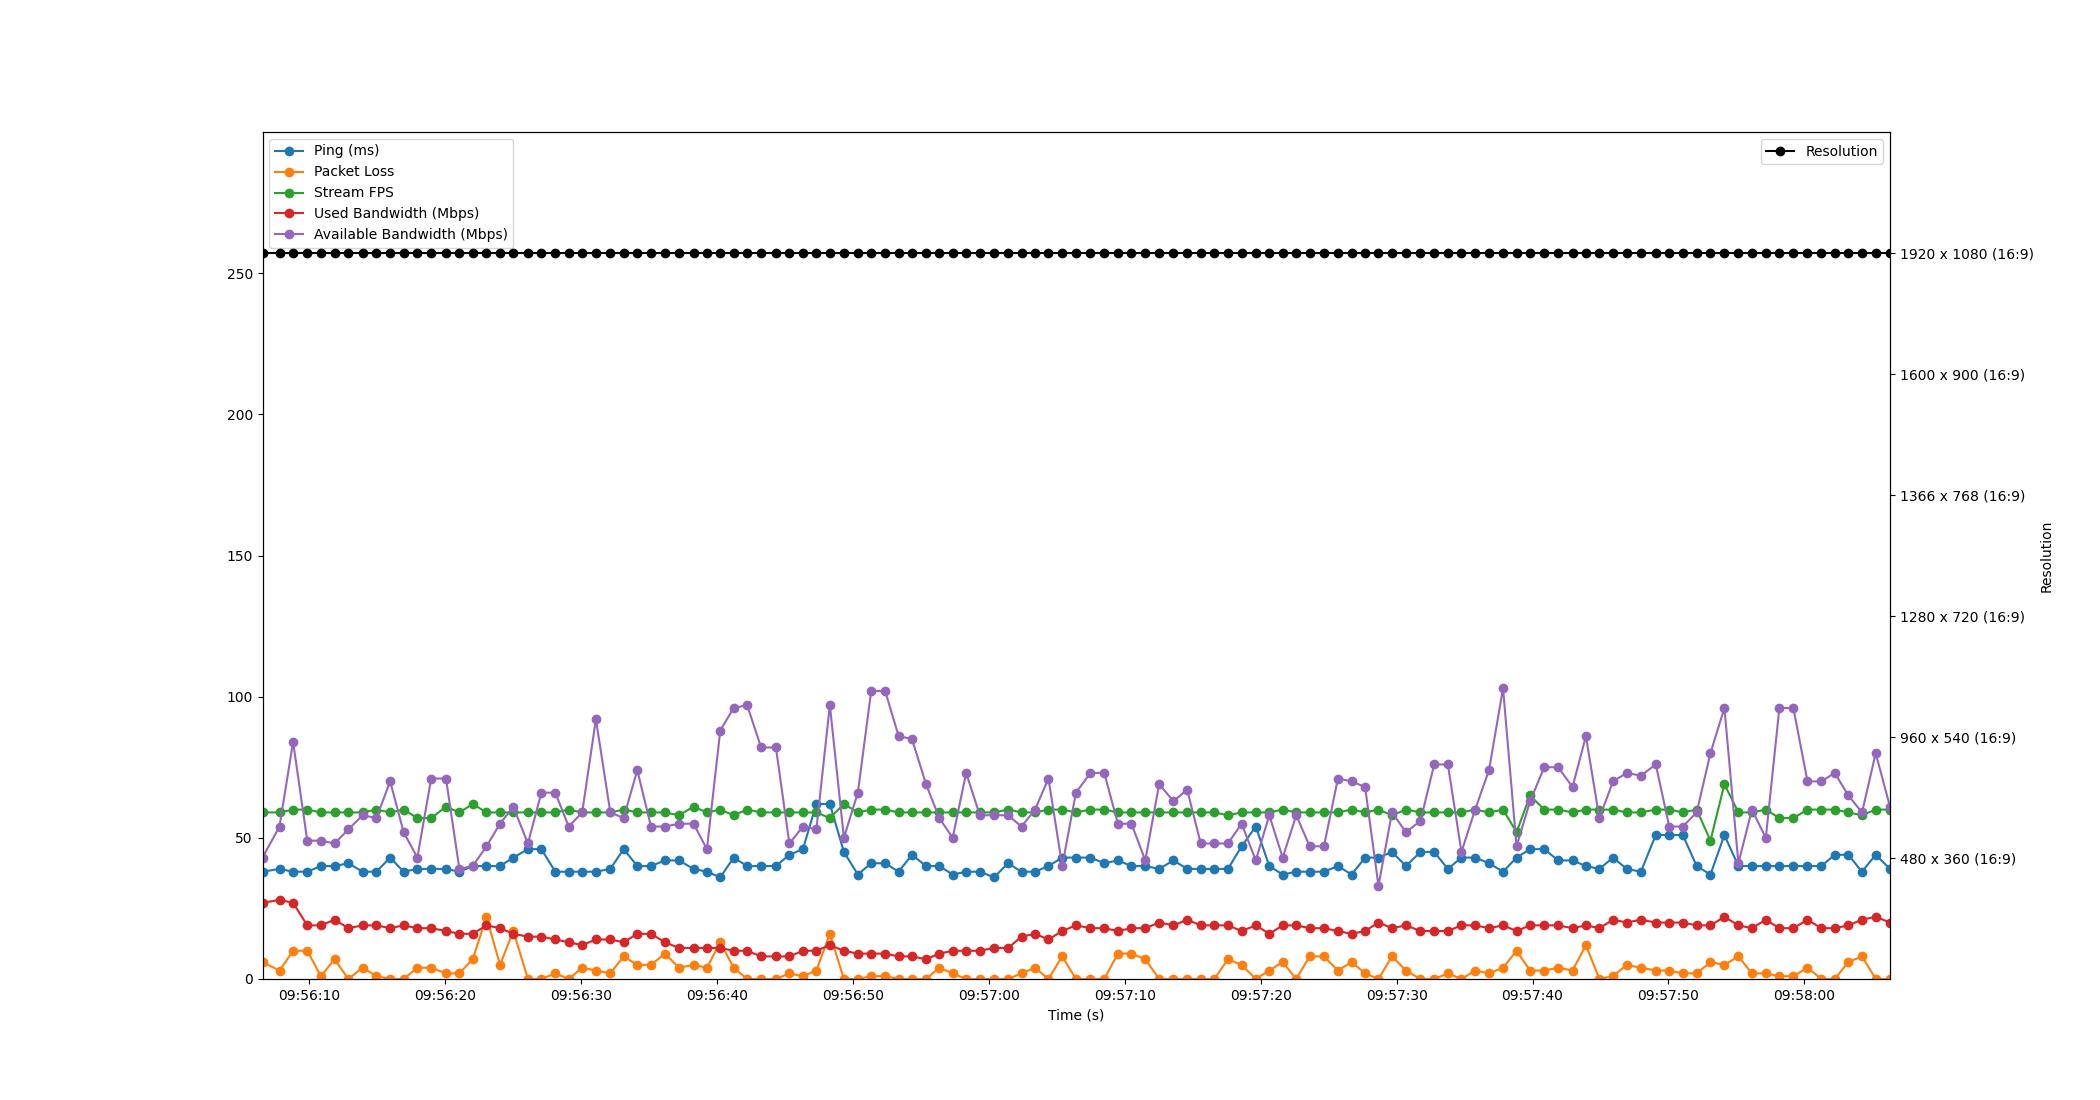 Ping (ms)
Packet Loss
Stream FPS
Used Bandwidth (Mbps)
Available Bandwidth (Mbps)
Resolution
250
200
150
100
50
0
1920 x 1080 (16:9)
1600 x 900 (16:9)
1366 x 768 (16:9)
1280 x 720 (16:9)
960 x 540 (16:9)
480 x 360 (16:9)
Resolution
09:56:10 09:56:20 09:56:30 09:56:40 09:56:50 09:57:00 09:57:10 09:57:20 09:57:30 09:57:40 09:57:50 09:58:00
Time (s)